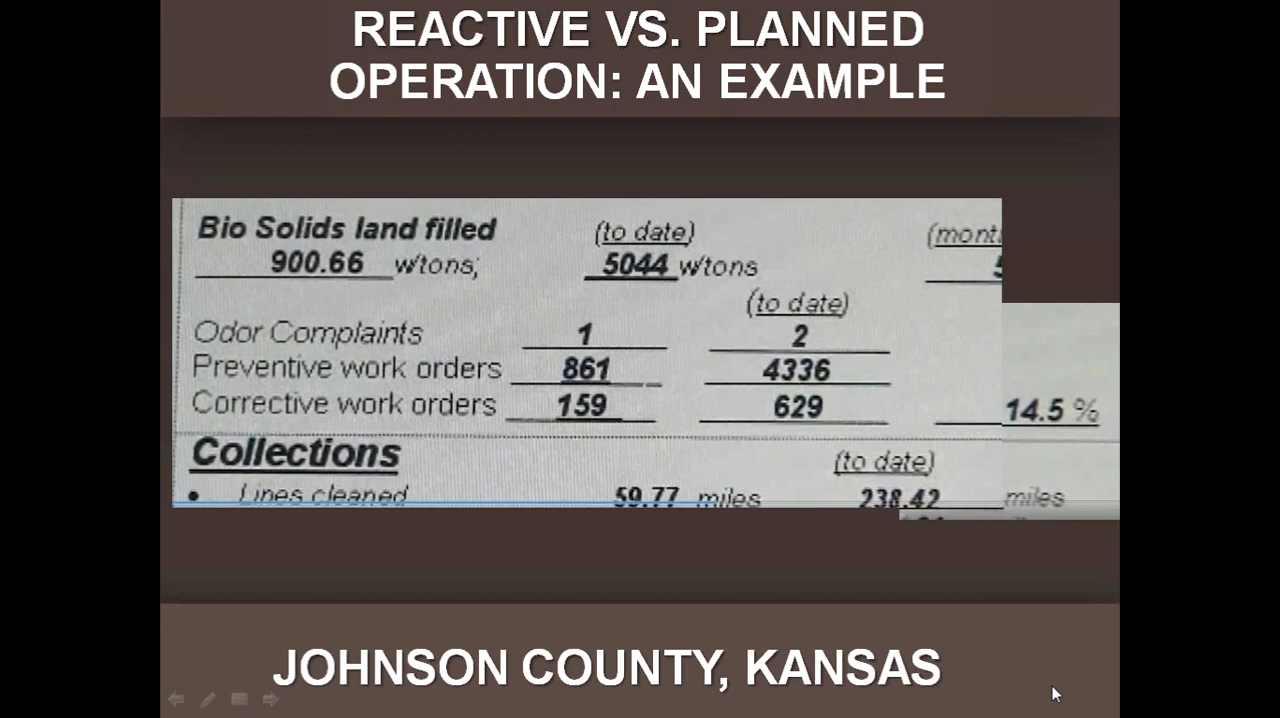 REACTIVE VS. PLANNED
OPERATION: AN EXAMPLE
Bio Solids land filled (to date)
900.66 w'tons; 5044 w'tons
(to date)
Odor Complaints 1 2
Preventive work orders 861 4336
Corrective work orders 159 629 14.5 %
Collections (to date)
• Lines cleaned 59.77 miles 238.42 miles
JOHNSON COUNTY, KANSAS